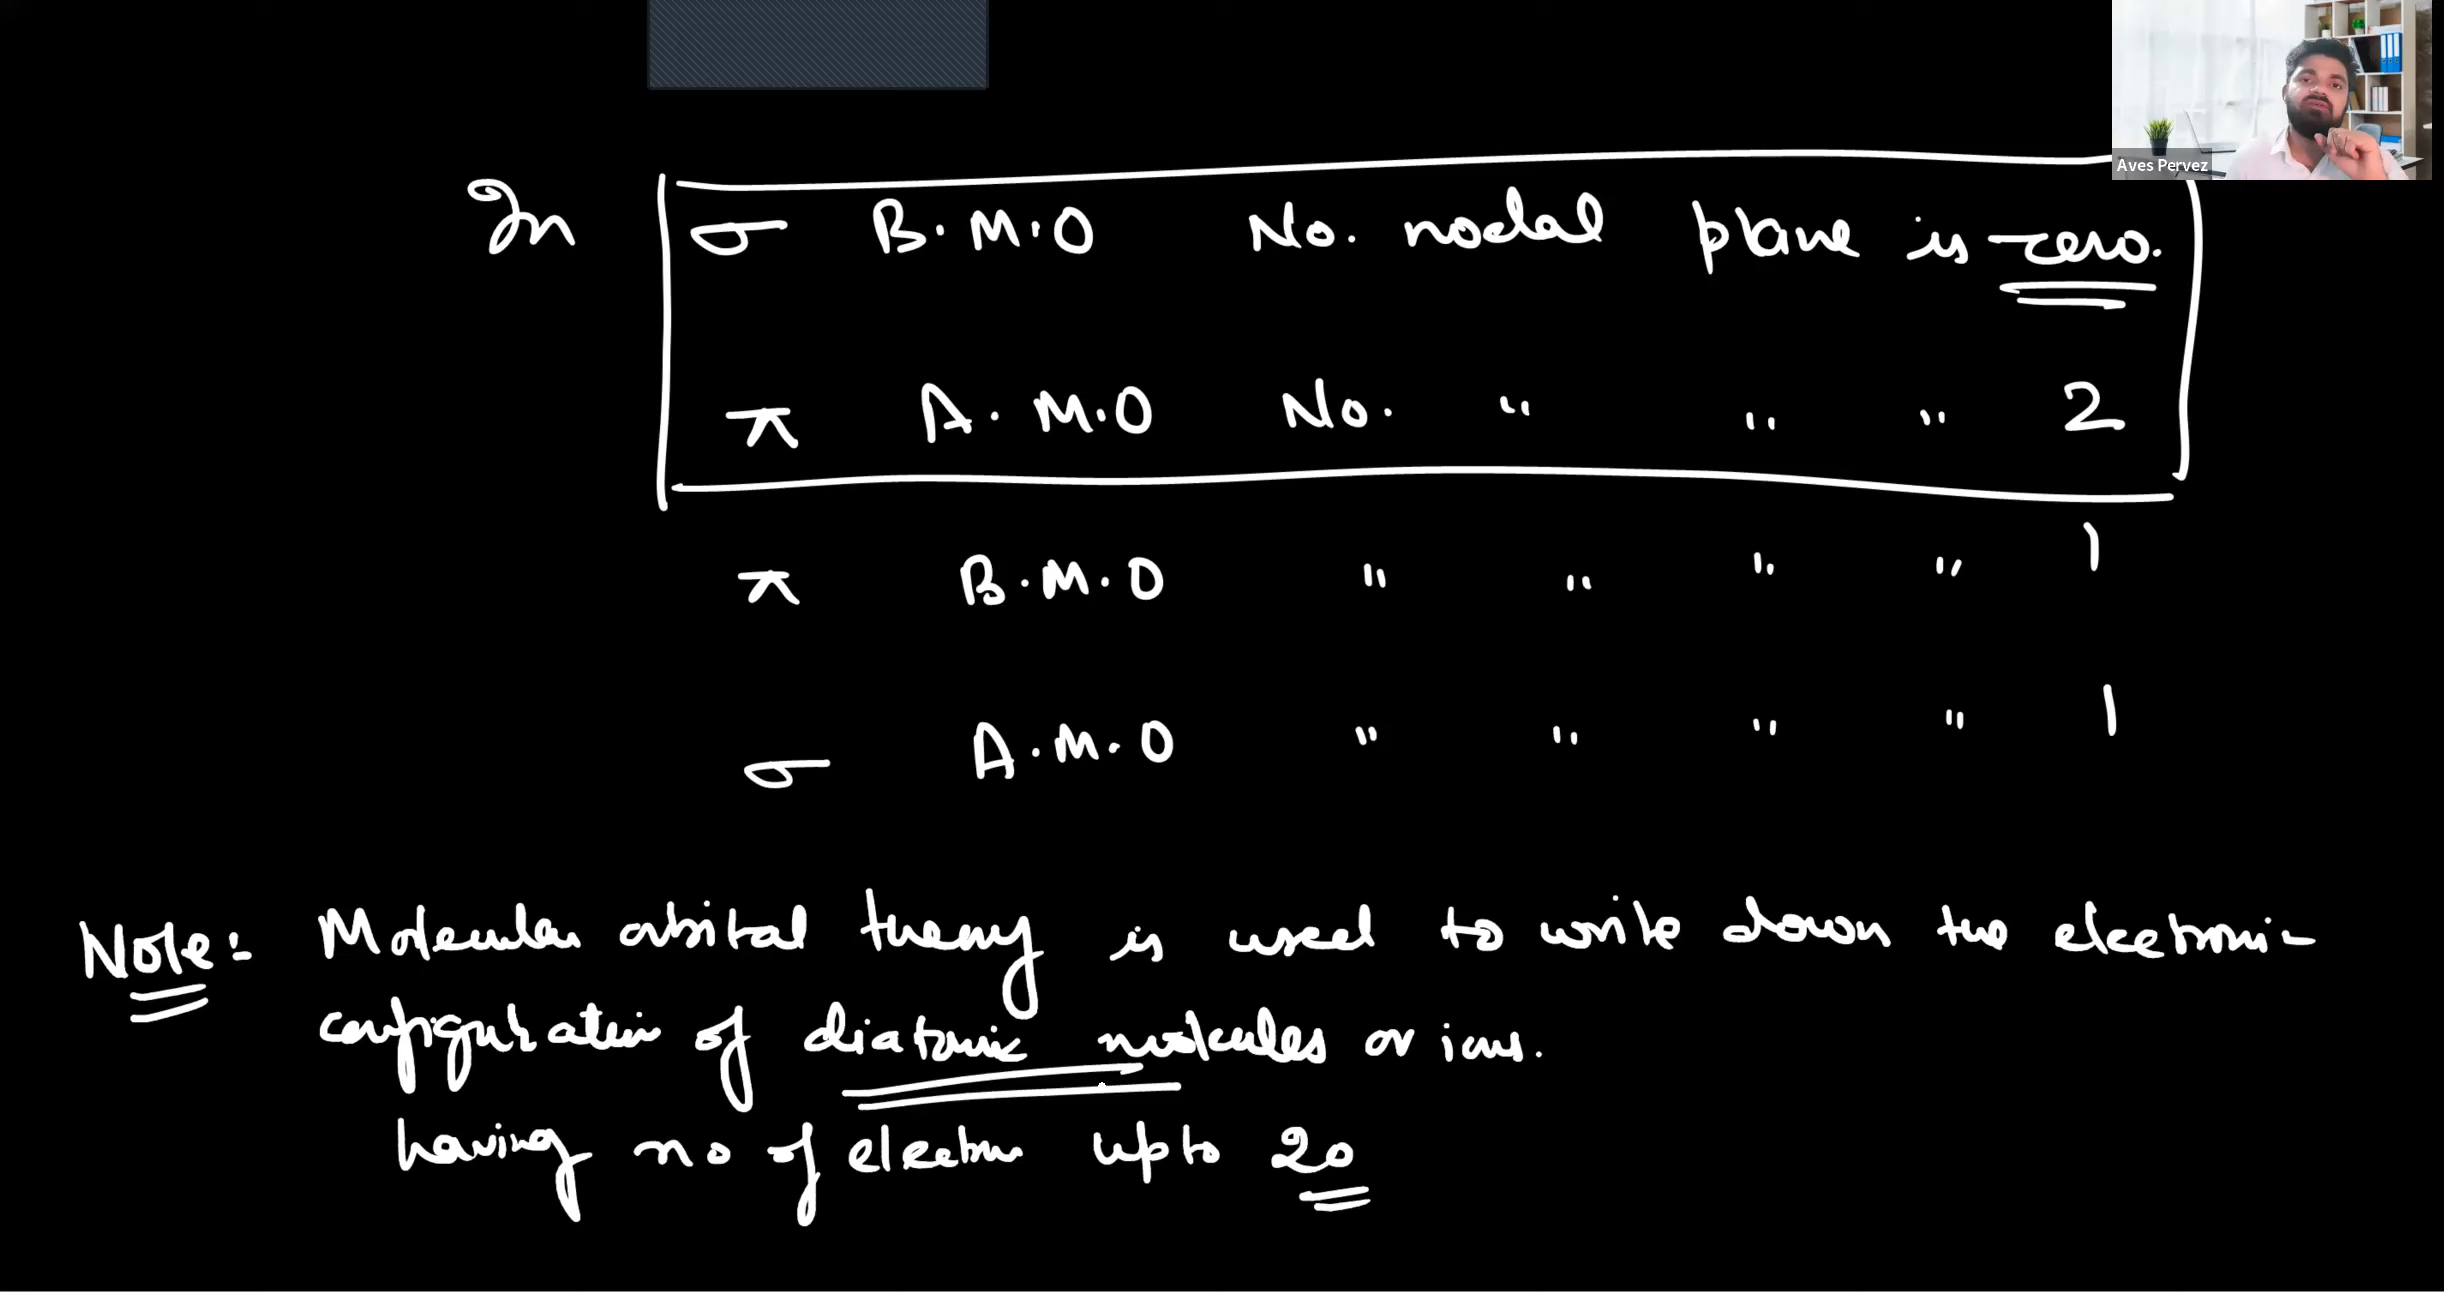 Aves Pervez
In σ B.M.O No. nodal plane is zero.
π A.M.O No. " " " 2
π B.M.O " " " " 1
σ A.M.O " " " " 1
Note: Molecular orbital theory is used to write down the electronic
configuration of diatomic molecules or ions.
having no of electron upto 20